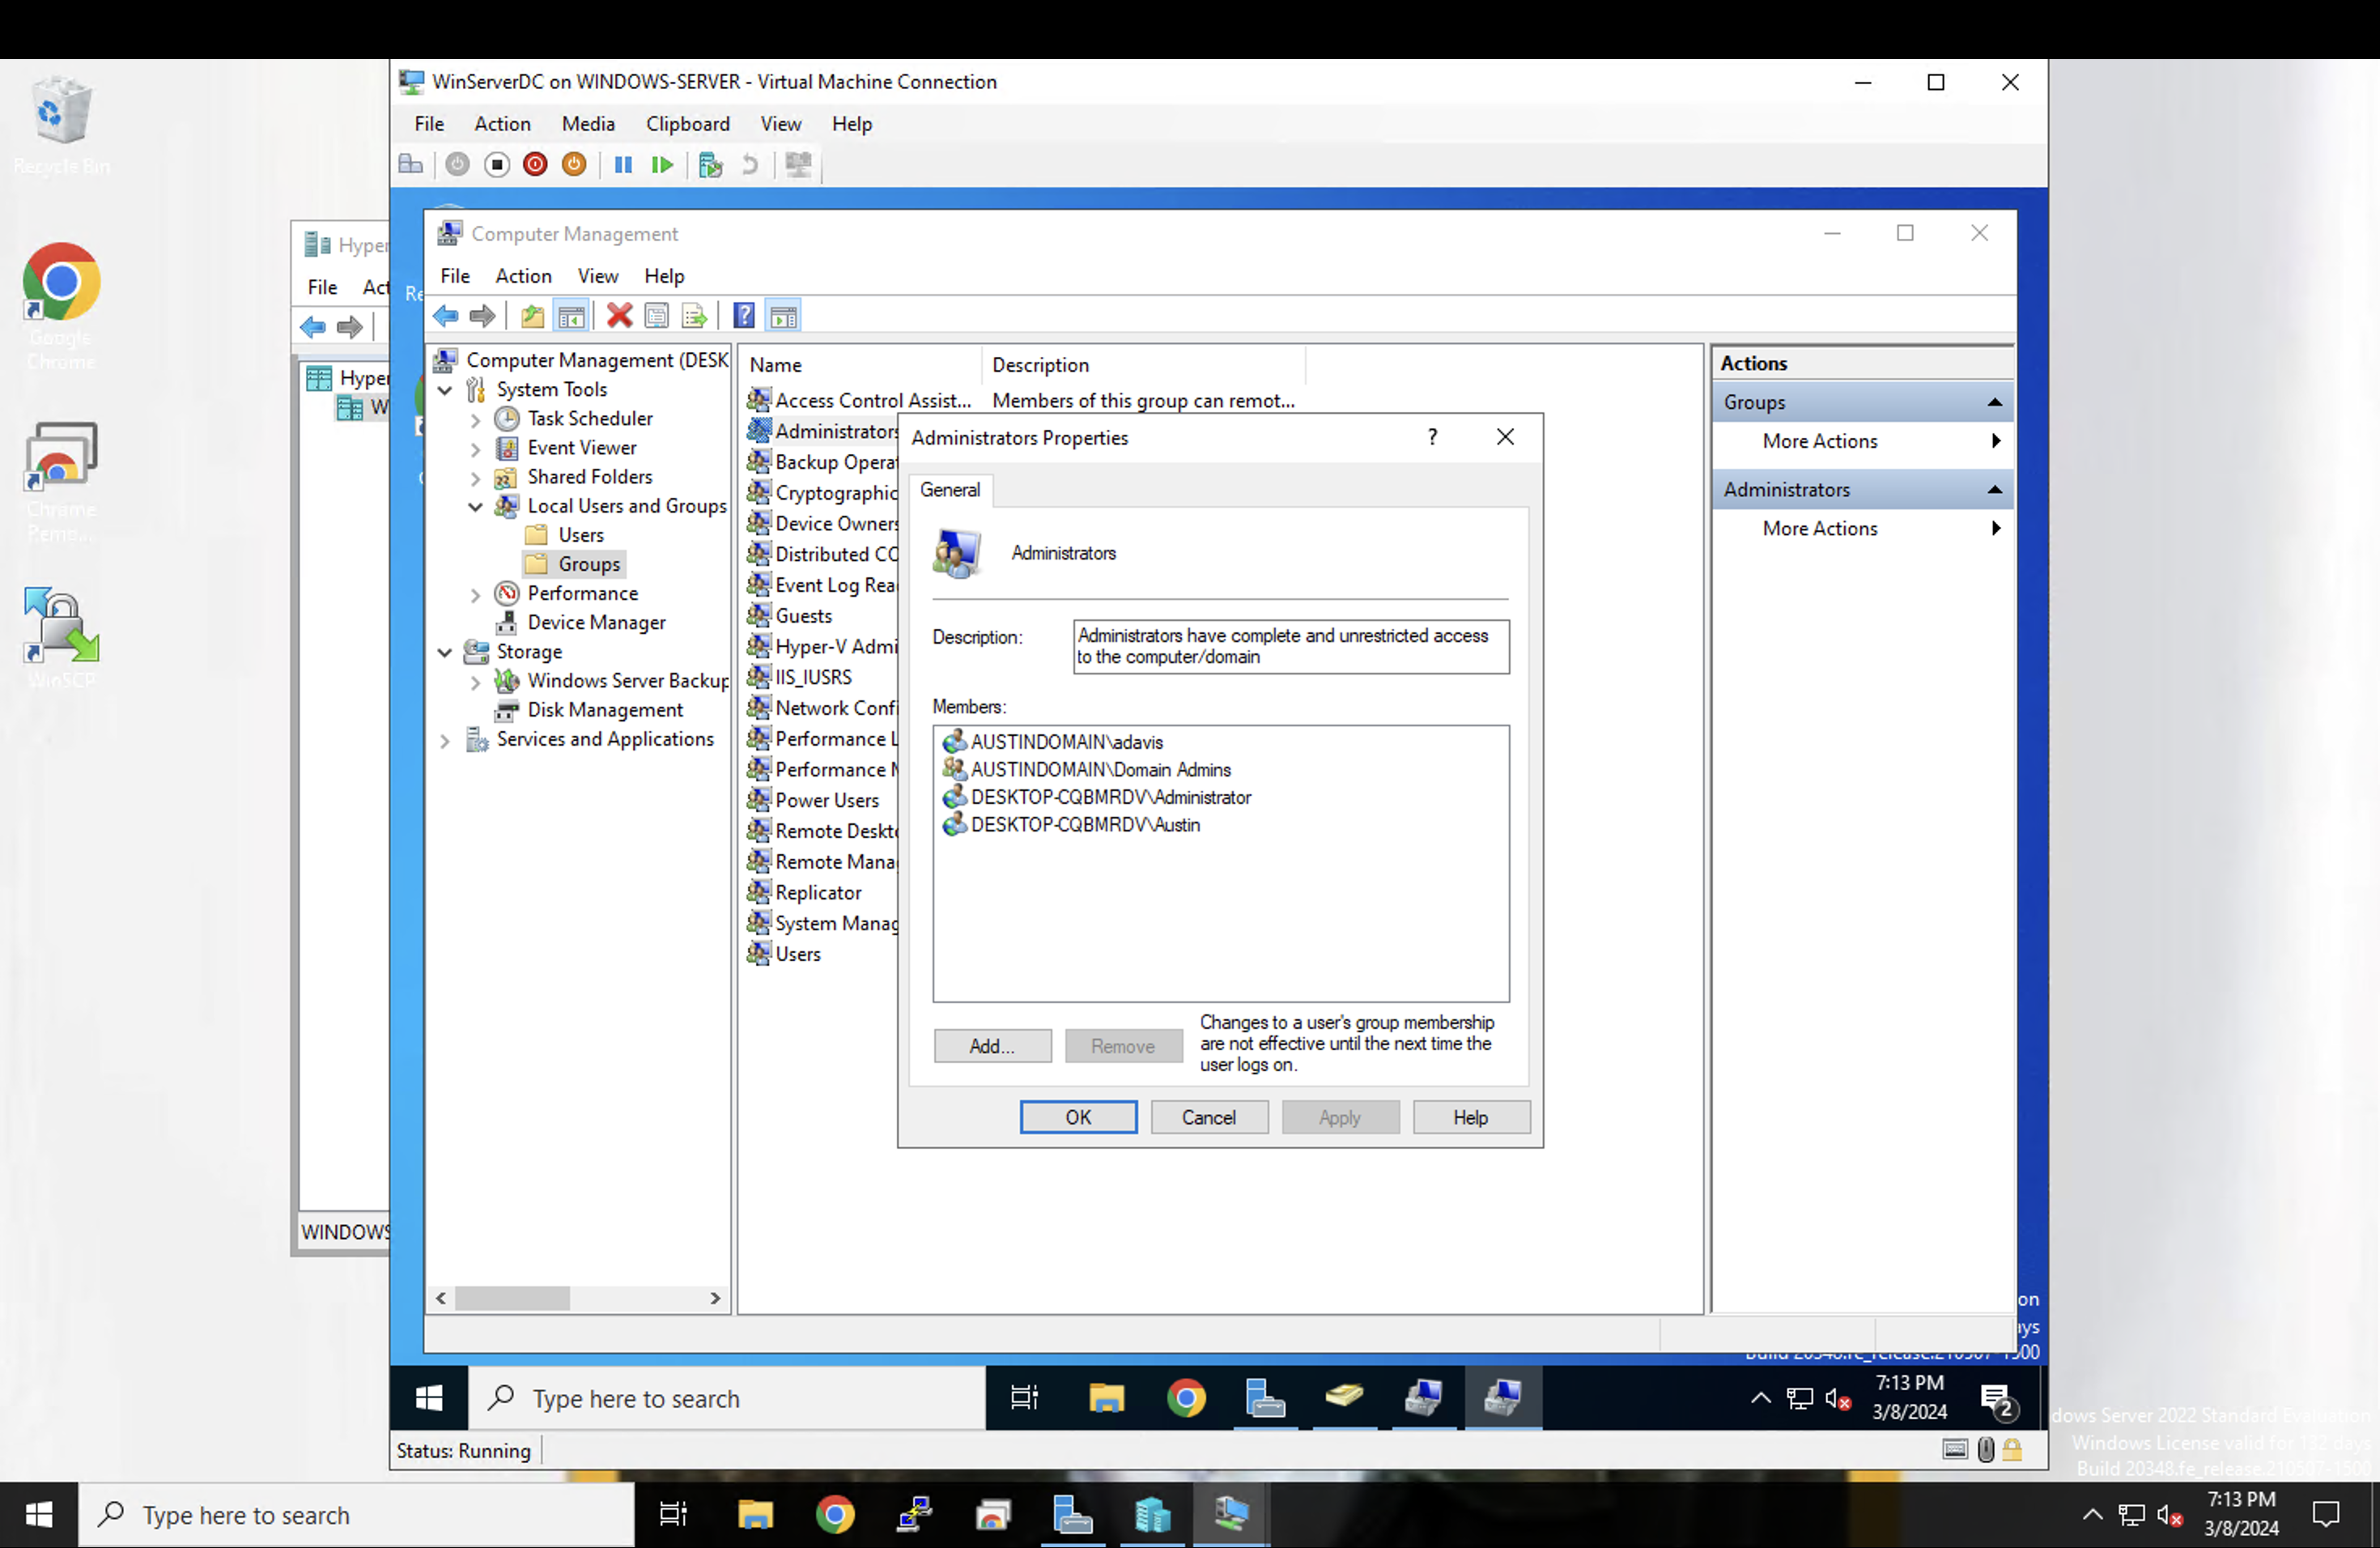 Recycle Bin
Google
Chrome
Chrome
Remo...
WinSCP
Hyper
File
Act
Hyper
W
WINDOWS
WinServerDC on WINDOWS-SERVER - Virtual Machine Connection
File Action Media Clipboard View Help
Re
Computer Management
File Action View Help
Computer Management (DESK
System Tools
Task Scheduler
Event Viewer
Shared Folders
Local Users and Groups
Users
Groups
Performance
Device Manager
Storage
Windows Server Backup
Disk Management
Services and Applications
Name Description
Access Control Assist... Members of this group can remot...
Administrators
Backup Operat
Cryptographic
Device Owners
Distributed CO
Event Log Rea
Guests
Hyper-V Admi
IIS_IUSRS
Network Confi
Performance L
Performance M
Power Users
Remote Deskto
Remote Mana
Replicator
System Manag
Users
Administrators Properties
?
General
Administrators
Description:
Administrators have complete and unrestricted access
to the computer/domain
Members:
AUSTINDOMAIN\adavis
AUSTINDOMAIN\Domain Admins
DESKTOP-CQBMRDV\Administrator
DESKTOP-CQBMRDV\Austin
Add... Remove
Changes to a user's group membership
are not effective until the next time the
user logs on.
OK Cancel Apply Help
Actions
Groups
More Actions
Administrators
More Actions
on
ays
Build 20348.fe_release.210507-1500
Type here to search
7:13 PM
3/8/2024
2
Status: Running
dows Server 2022 Standard Evaluation
Windows License valid for 132 days
Build 20348.fe_release.210507-1500
Type here to search
7:13 PM
3/8/2024